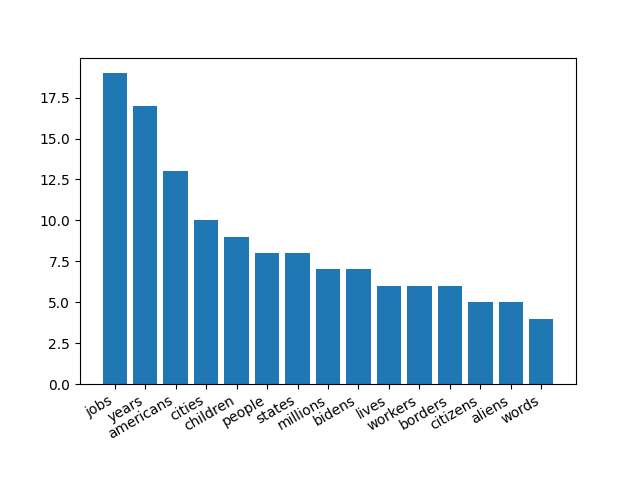 17.5
15.0
12.5
10.0
7.5
5.0
2.5
0.0
jobs
years
americans
cities
children
people
states
millions
bidens
lives
workers
borders
citizens
aliens
words